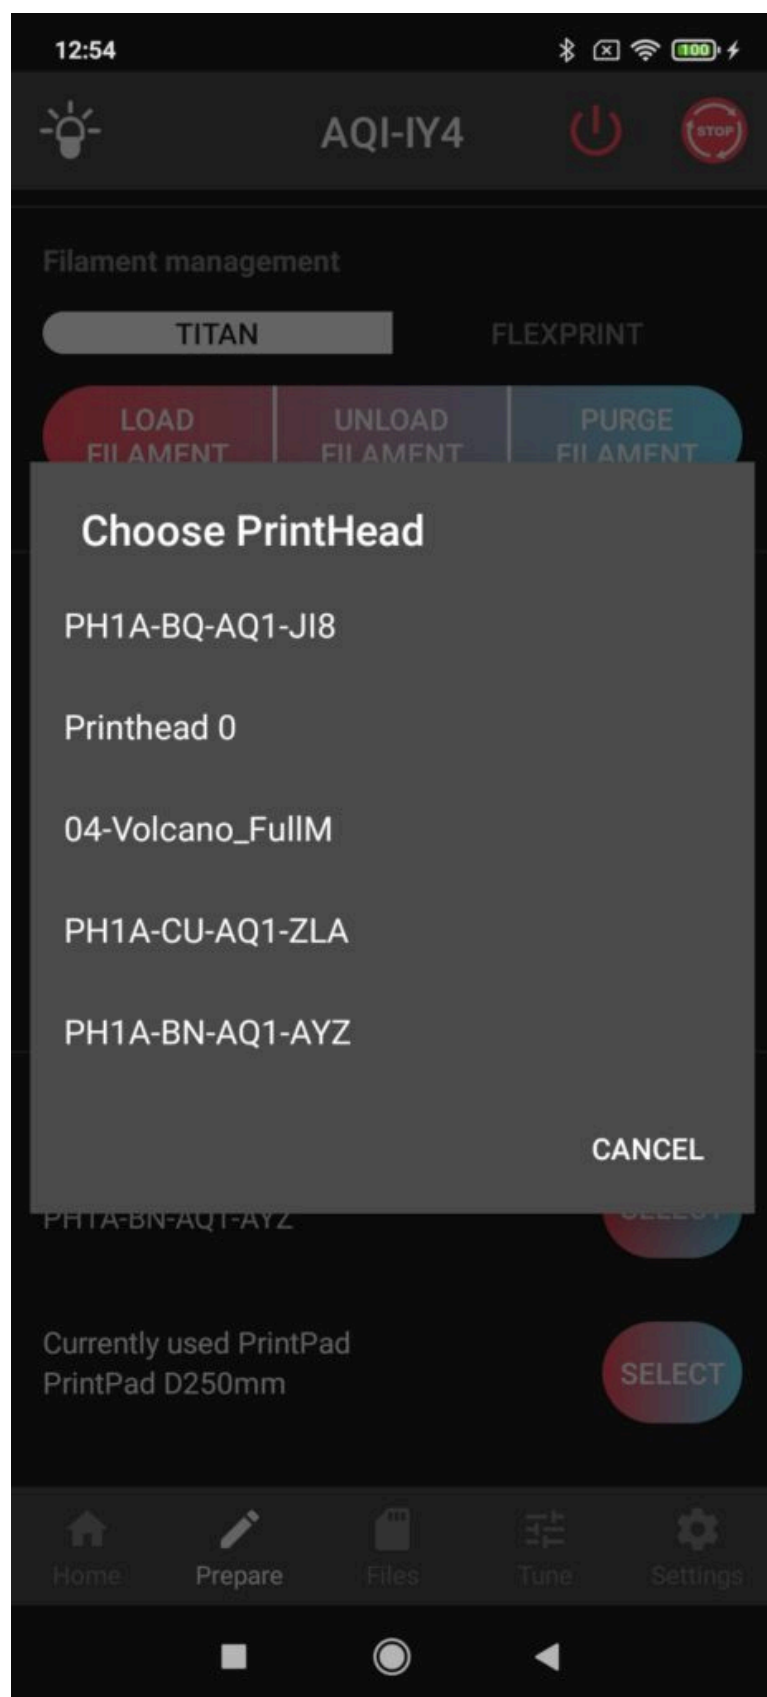 12:54
100
AQI-IY4
STOP
Filament management
TITAN
FLEXPRINT
LOAD
FILAMENT
UNLOAD
FILAMENT
PURGE
FILAMENT
Choose PrintHead
PH1A-BQ-AQ1-JI8
Printhead 0
04-Volcano_FullM
PH1A-CU-AQ1-ZLA
PH1A-BN-AQ1-AYZ
CANCEL
PH1A-BN-AQ1-AYZ
SELECT
Currently used PrintPad
PrintPad D250mm
SELECT
Home
Prepare
Files
Tune
Settings